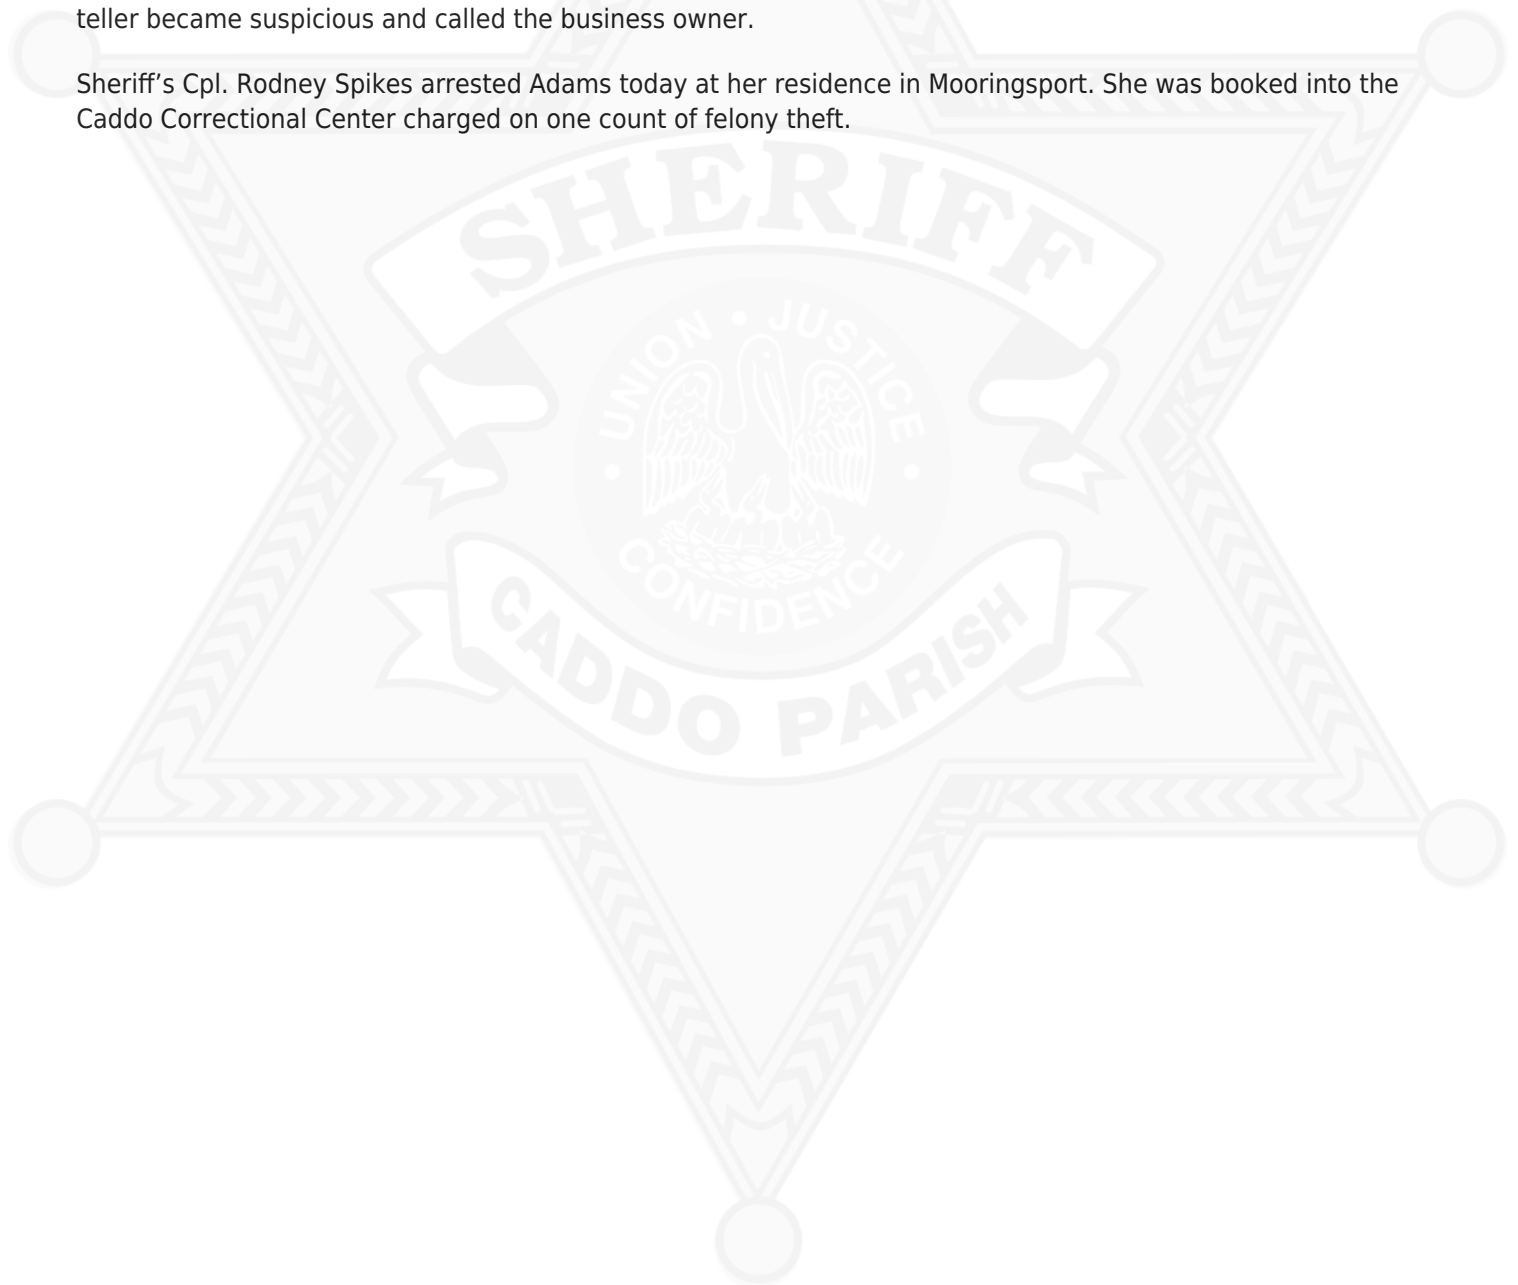 teller became suspicious and called the business owner.
Sheriff’s Cpl. Rodney Spikes arrested Adams today at her residence in Mooringsport. She was booked into the
Caddo Correctional Center charged on one count of felony theft.
SHERIFF
UNION • JUSTICE
• CONFIDENCE •
CADDO PARISH